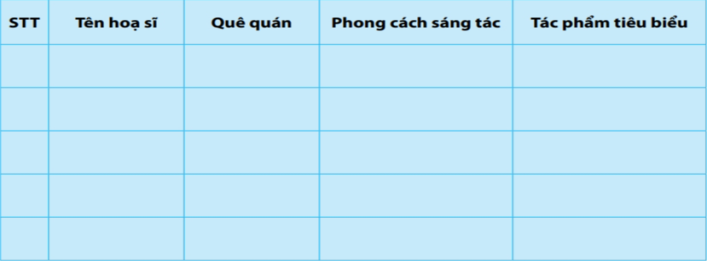 STT Tên hoạ sĩ Quê quán Phong cách sáng tác Tác phẩm tiêu biểu